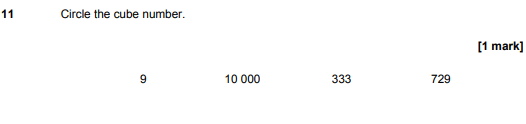 11 Circle the cube number.
[1 mark]
9 10 000 333 729